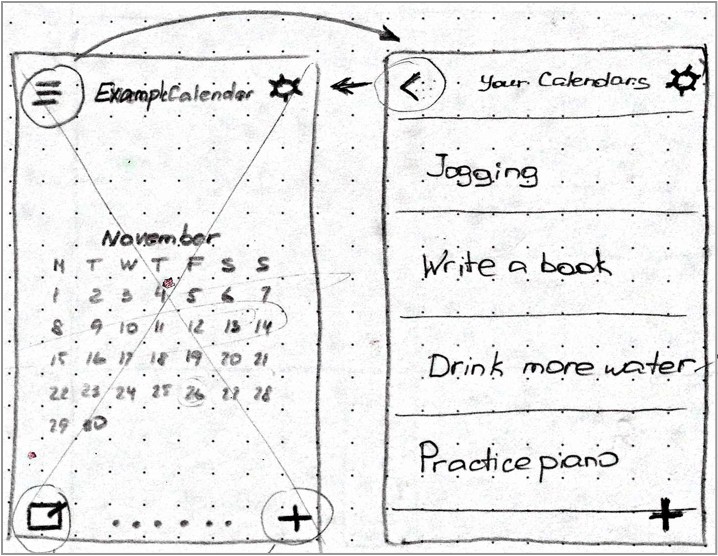 ExampleCalendar
November
M T W T F S S
1 2 3 4 5 6 7
8 9 10 11 12 13 14
15 16 17 18 19 20 21
22 23 24 25 26 27 28
29 30
Your Calendars
Jogging
Write a book
Drink more water
Practice piano